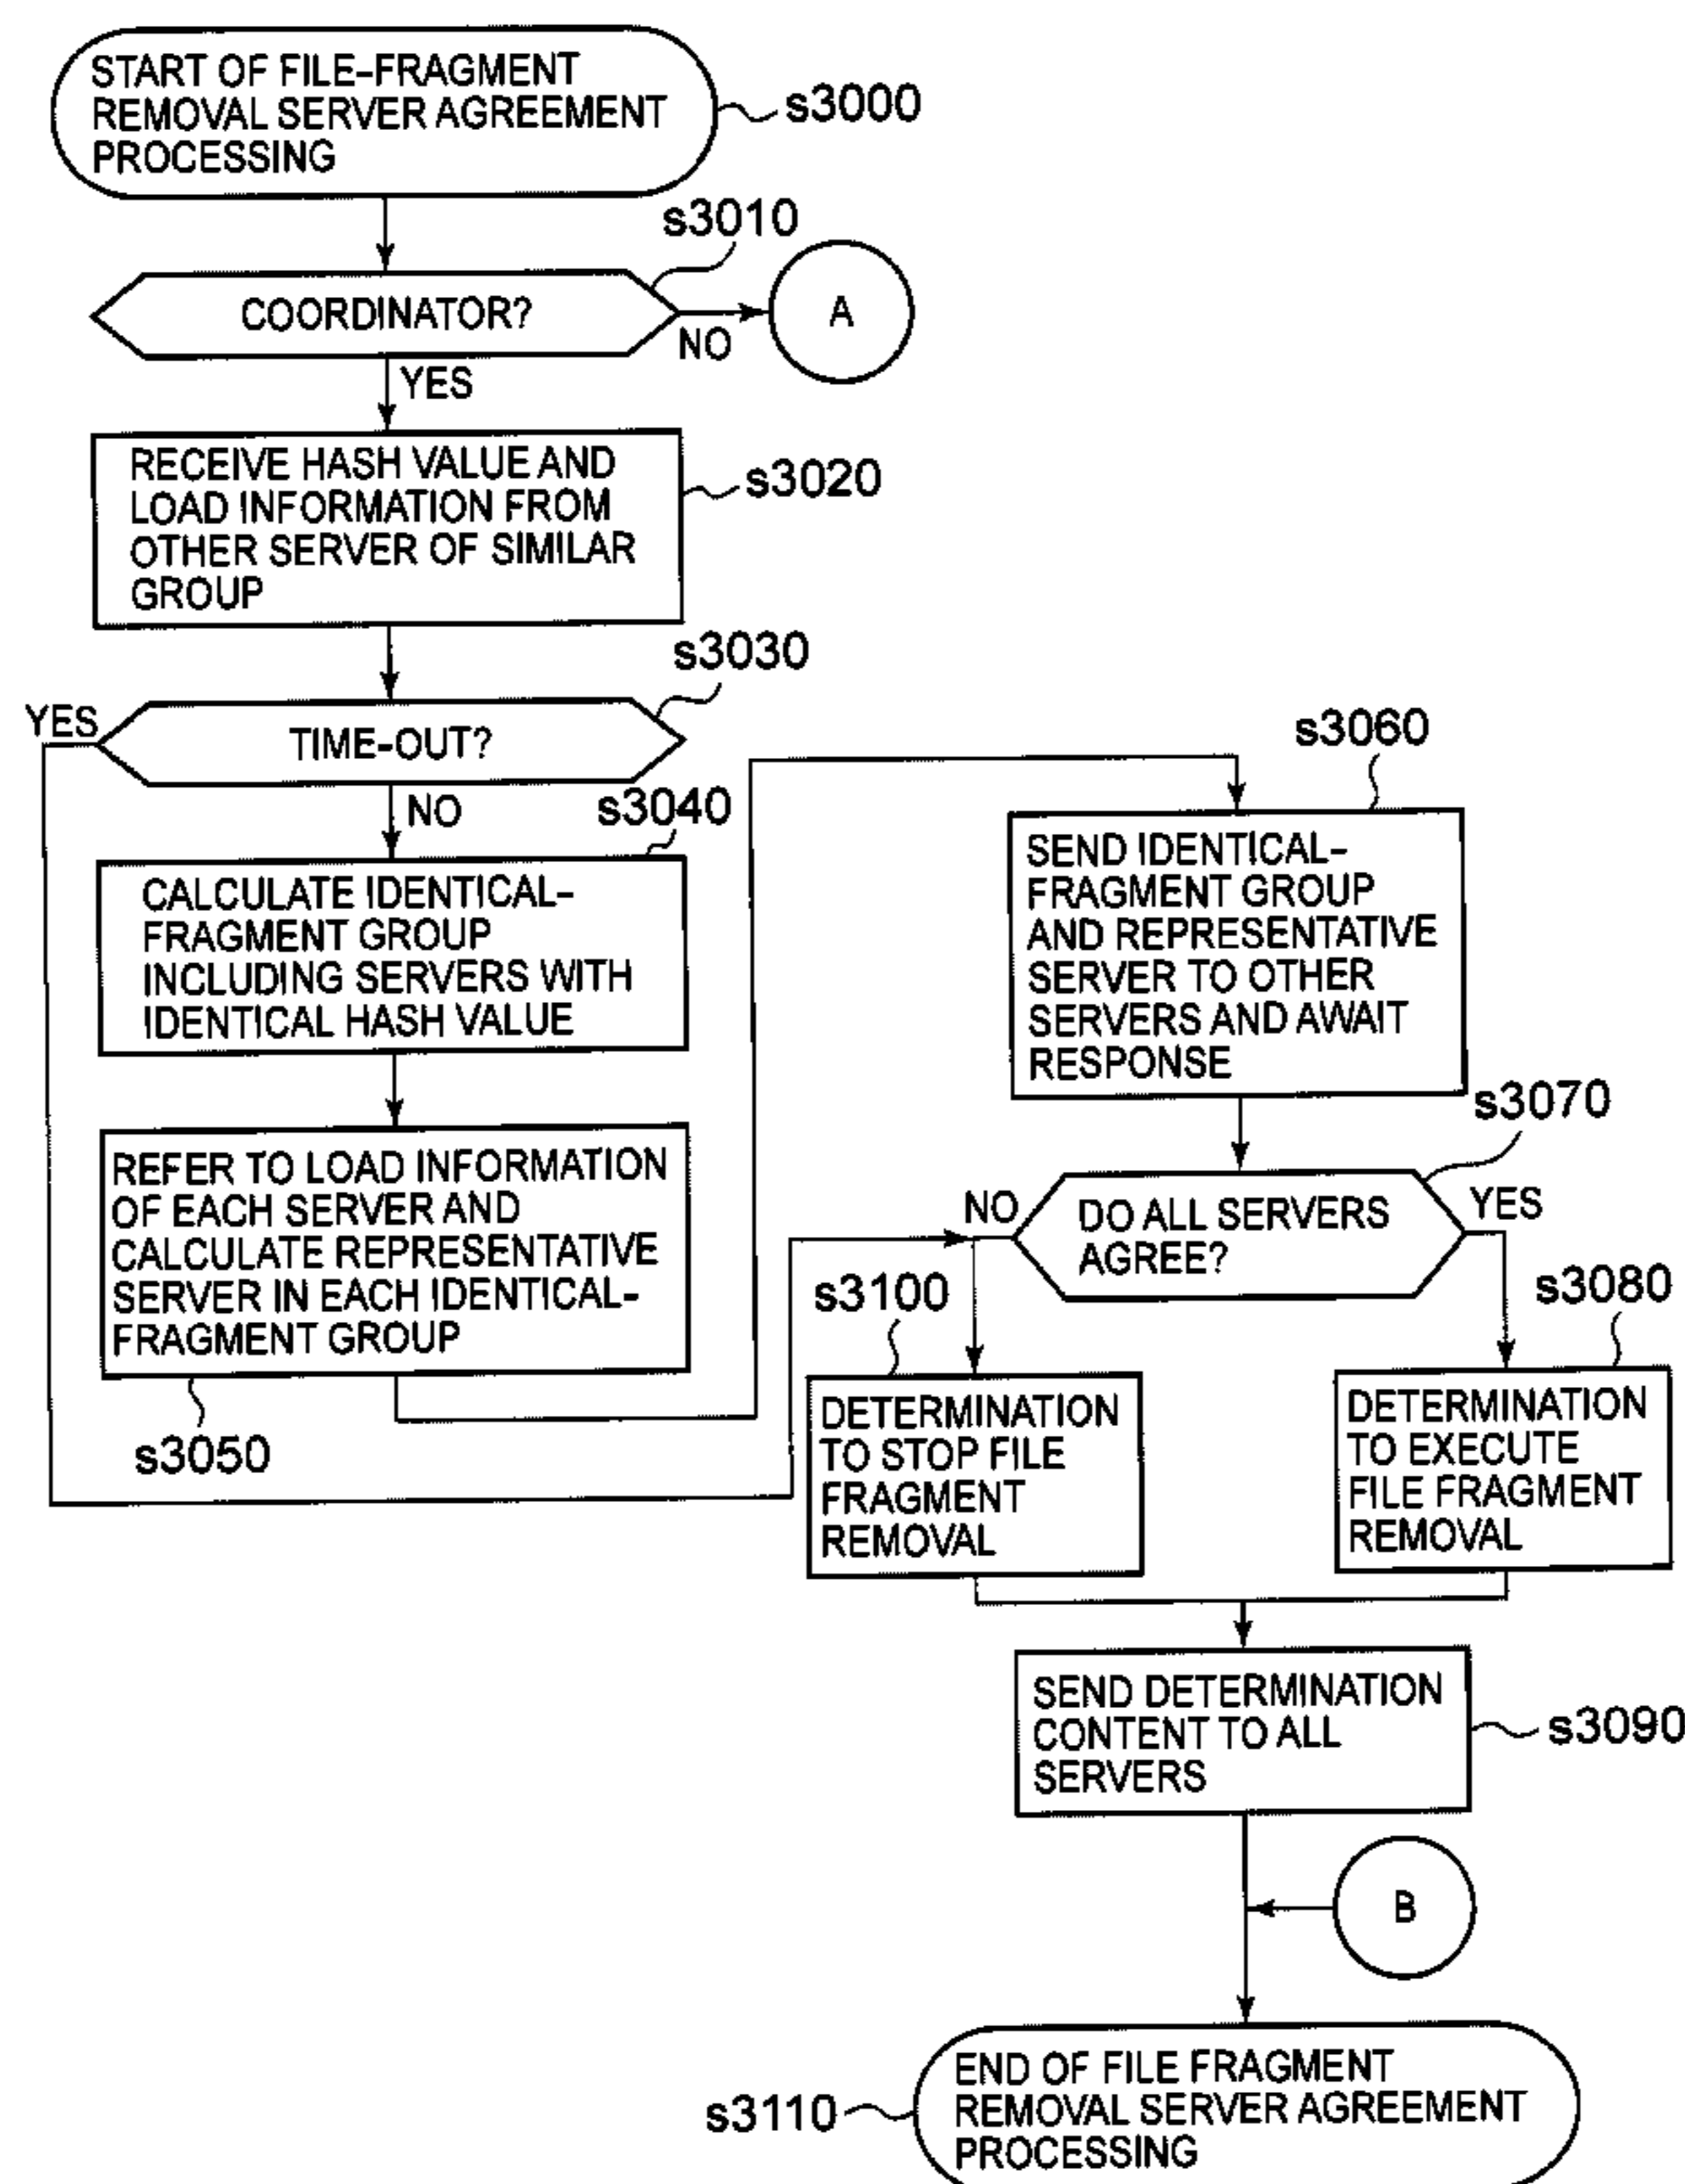 START OF FILE-FRAGMENT
REMOVAL SERVER AGREEMENT
PROCESSING
s3000
s3010
COORDINATOR?
NO
A
YES
RECEIVE HASH VALUE AND
LOAD INFORMATION FROM
OTHER SERVER OF SIMILAR
GROUP
s3020
s3030
YES
TIME-OUT?
NO
s3040
CALCULATE IDENTICAL-
FRAGMENT GROUP
INCLUDING SERVERS WITH
IDENTICAL HASH VALUE
REFER TO LOAD INFORMATION
OF EACH SERVER AND
CALCULATE REPRESENTATIVE
SERVER IN EACH IDENTICAL-
FRAGMENT GROUP
s3050
s3060
SEND IDENTICAL-
FRAGMENT GROUP
AND REPRESENTATIVE
SERVER TO OTHER
SERVERS AND AWAIT
RESPONSE
s3070
NO
DO ALL SERVERS
AGREE?
YES
s3100
s3080
DETERMINATION
TO STOP FILE
FRAGMENT
REMOVAL
DETERMINATION
TO EXECUTE
FILE FRAGMENT
REMOVAL
SEND DETERMINATION
CONTENT TO ALL
SERVERS
s3090
B
END OF FILE FRAGMENT
REMOVAL SERVER AGREEMENT
PROCESSING
s3110